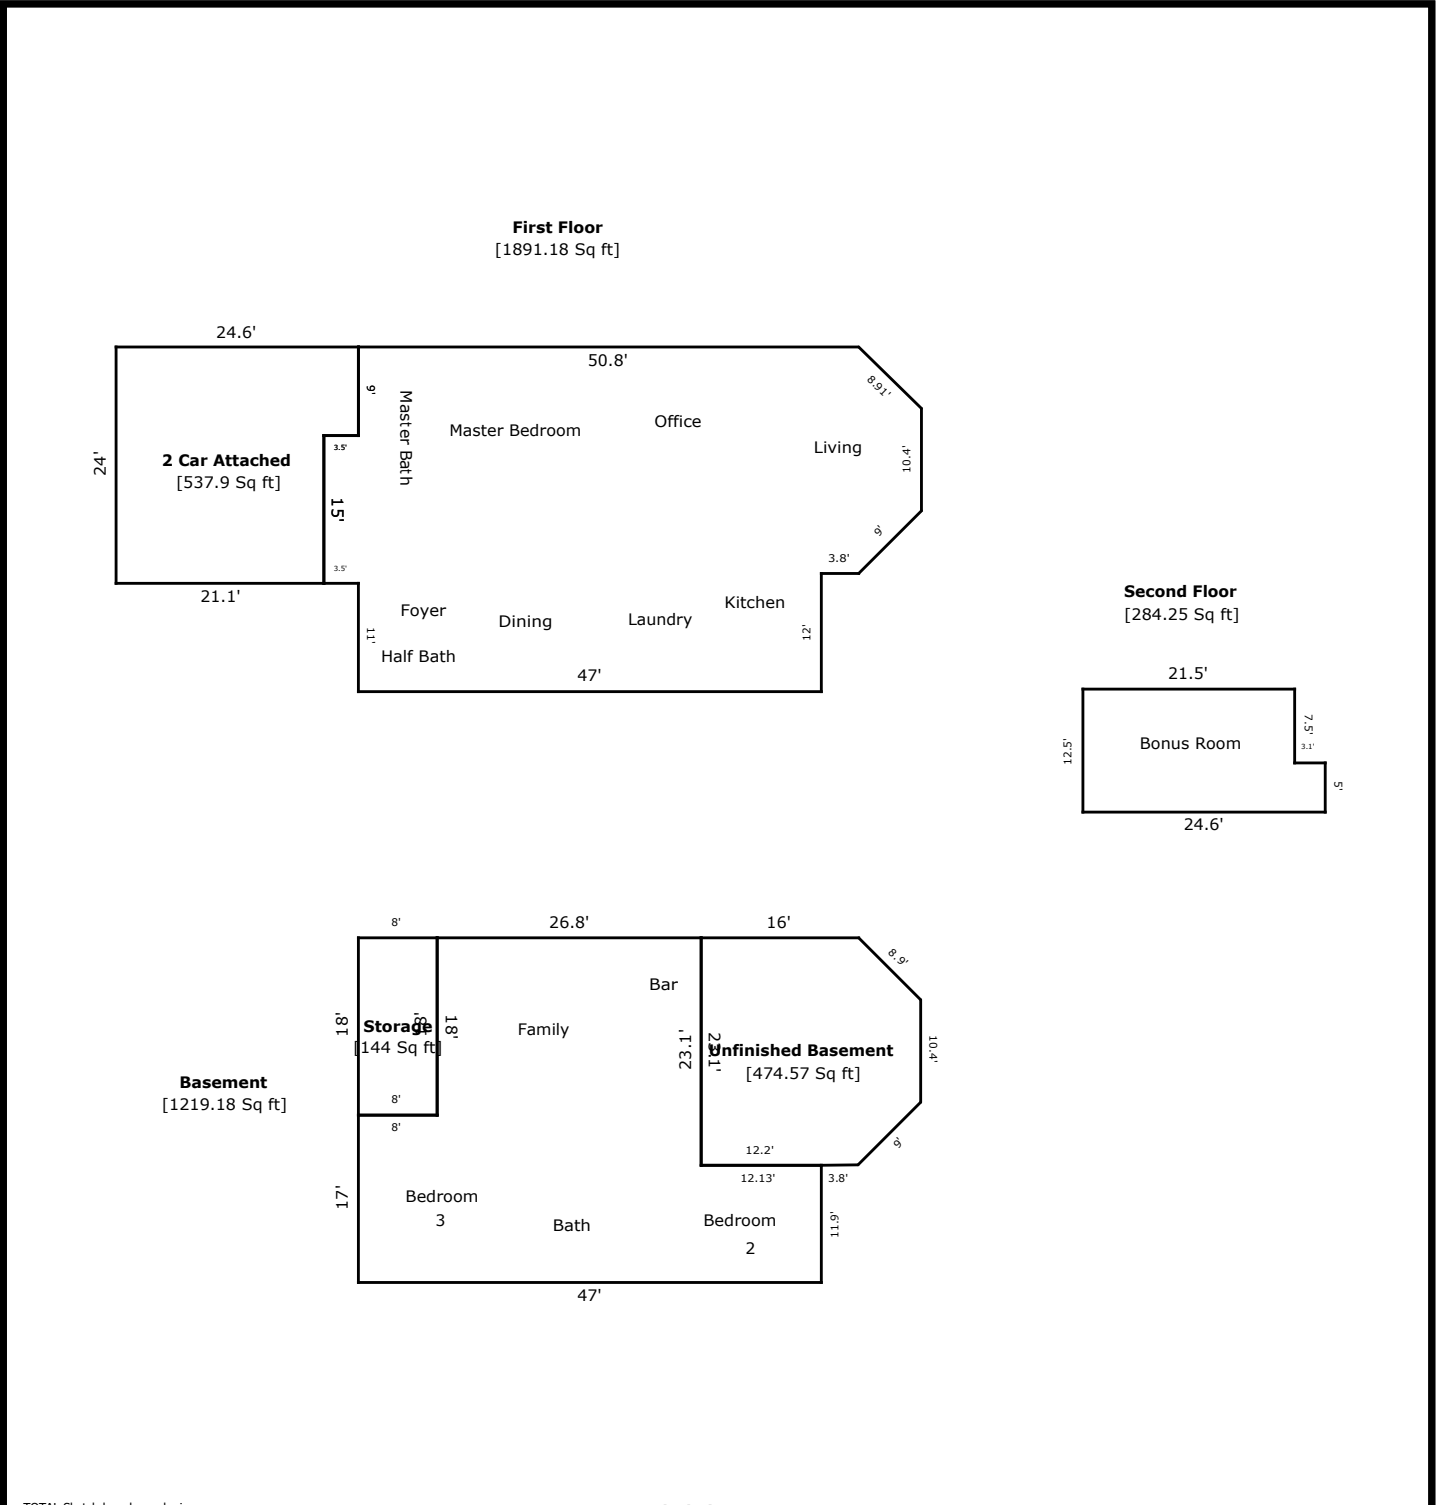 First Floor
[1891.18 Sq ft]
24.6'
50.8'
8.91'
9'
Master Bath
Master Bedroom
Office
Living
10.4'
24'
2 Car Attached
[537.9 Sq ft]
3.5'
15'
9'
3.8'
3.5'
21.1'
Foyer
Dining
Laundry
Kitchen
11'
12'
Half Bath
47'
Second Floor
[284.25 Sq ft]
21.5'
7.5'
3.1'
12.5'
Bonus Room
5'
24.6'
8'
26.8'
16'
8.9'
Bar
18'
Storage
18'
18'
[144 Sq ft]
Family
23.1'
23.1'
Unfinished Basement
[474.57 Sq ft]
10.4'
Basement
[1219.18 Sq ft]
8'
8'
9'
12.2'
12.13'
3.8'
17'
Bedroom
3
Bath
Bedroom
2
11.9'
47'